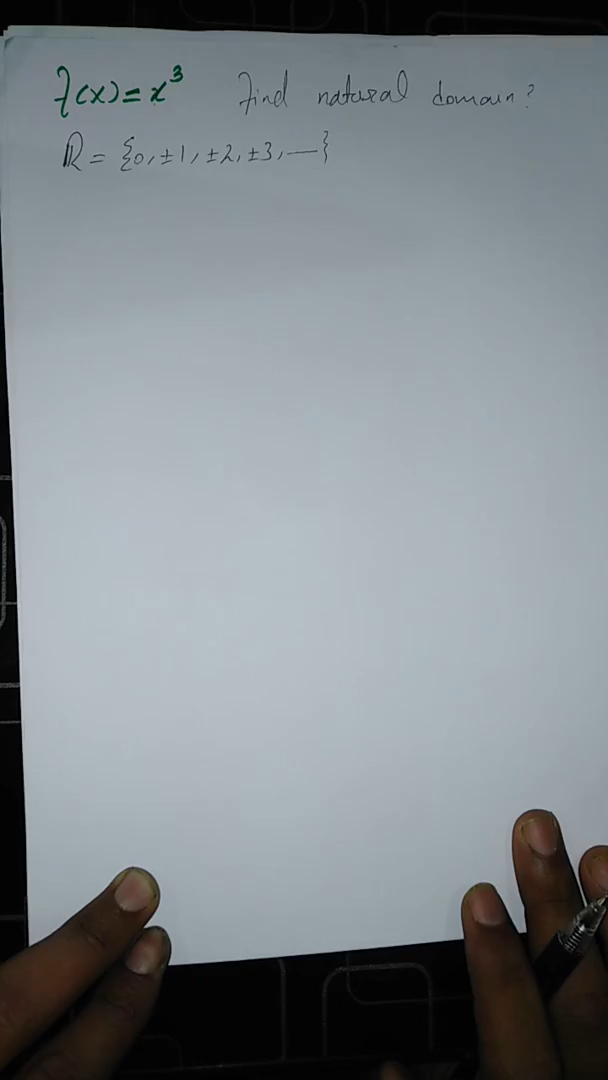 f(x)=x³ Find natural domain?
ℝ = {0, ±1, ±2, ±3, —}